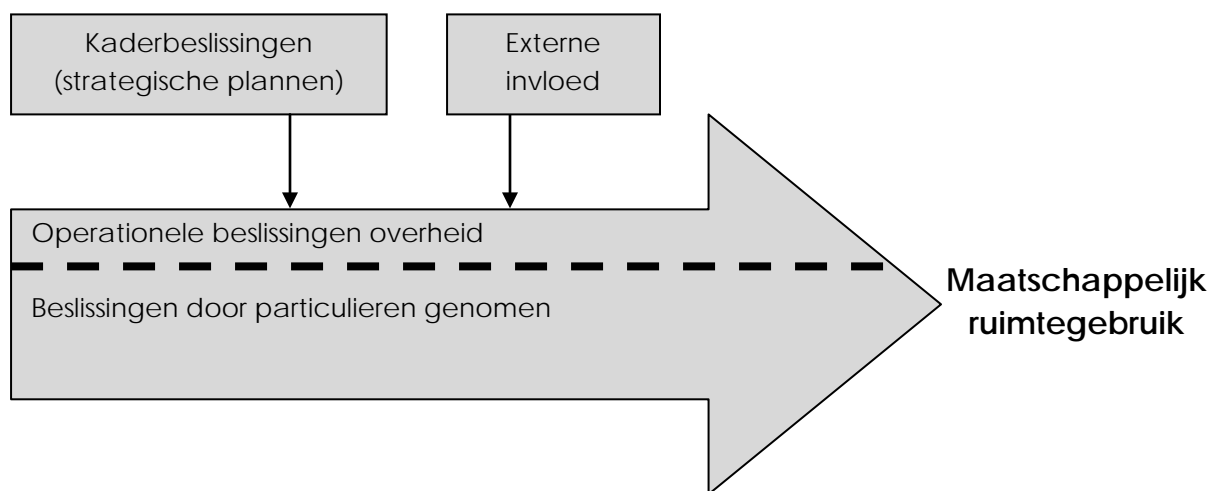 Kaderbeslissingen
(strategische plannen)
Externe
invloed
Operationele beslissingen overheid
Beslissingen door particulieren genomen
Maatschappelijk
ruimtegebruik